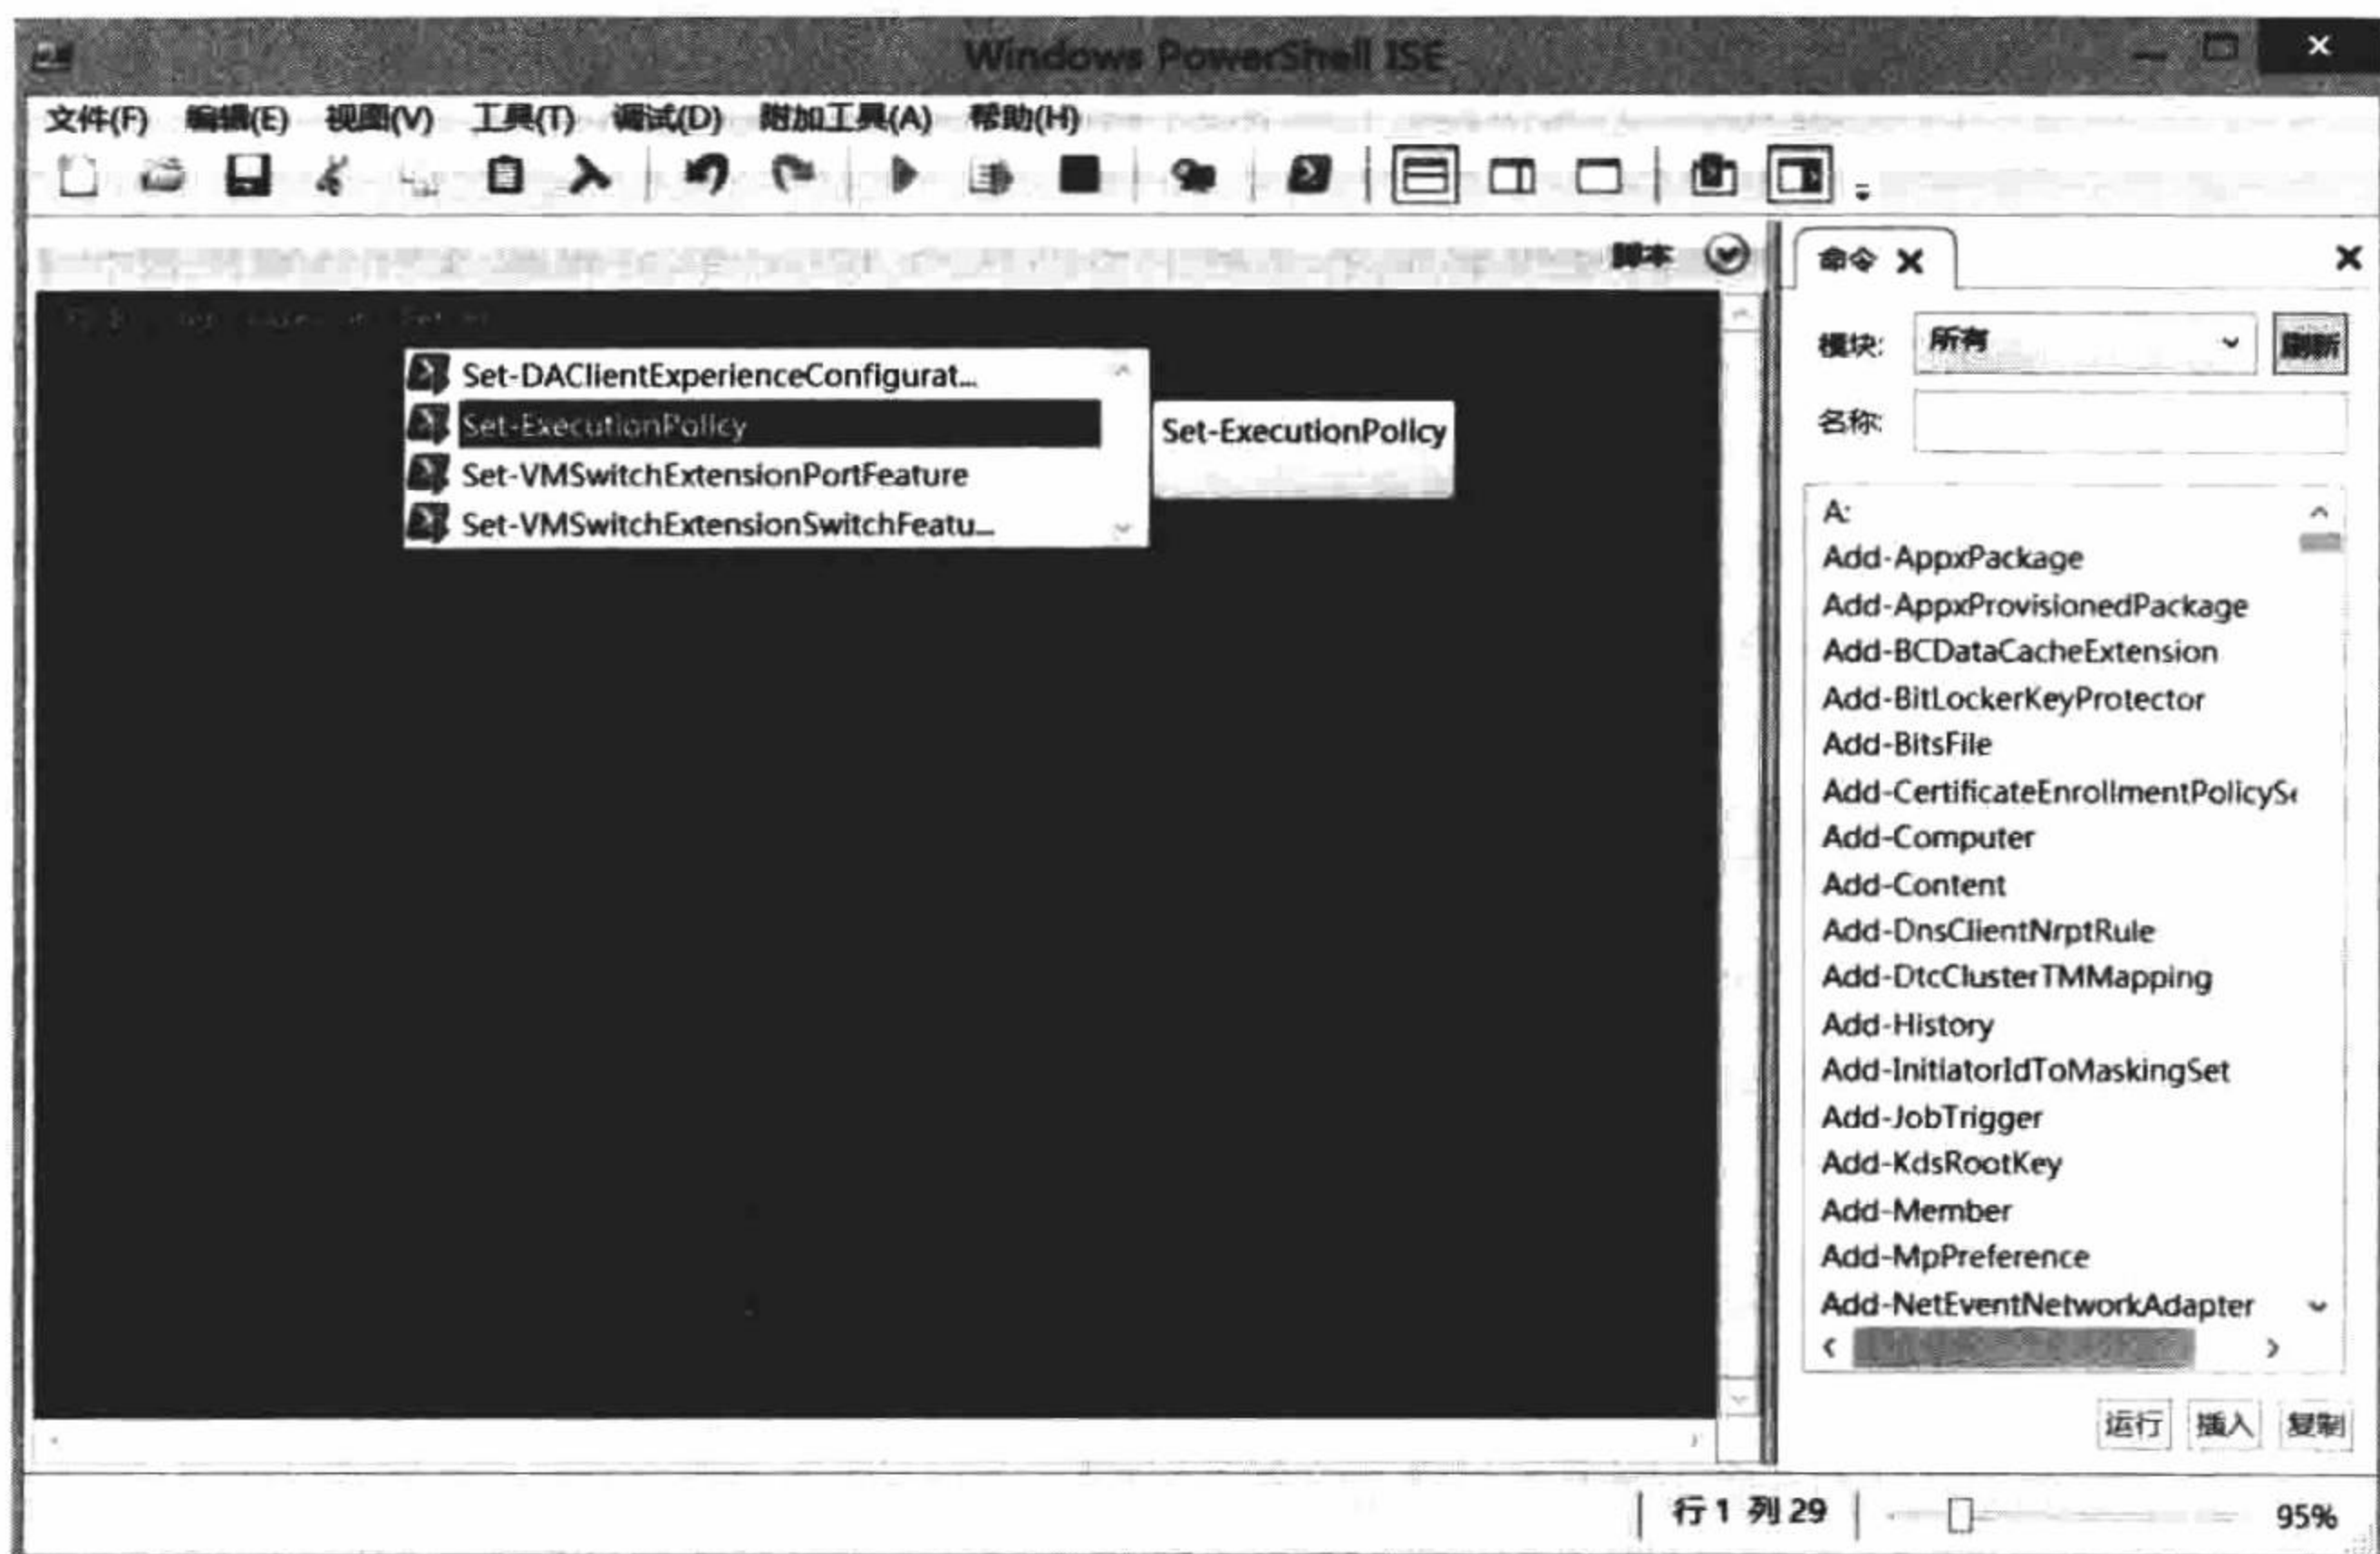 Windows PowerShell ISE
文件(F) 编辑(E) 视图(V) 工具(T) 调试(D) 附加工具(A) 帮助(H)
脚本
命令
模块: 所有 刷新
名称:
Set-DAClientExperienceConfigurat...
Set-ExecutionPolicy
Set-ExecutionPolicy
Set-VMSwitchExtensionPortFeature
Set-VMSwitchExtensionSwitchFeatu...
A:
Add-AppxPackage
Add-AppxProvisionedPackage
Add-BCDataCacheExtension
Add-BitLockerKeyProtector
Add-BitsFile
Add-CertificateEnrollmentPolicySe
Add-Computer
Add-Content
Add-DnsClientNrptRule
Add-DtcClusterTMMapping
Add-History
Add-InitiatorIdToMaskingSet
Add-JobTrigger
Add-KdsRootKey
Add-Member
Add-MpPreference
Add-NetEventNetworkAdapter
运行 插入 复制
行 1 列 29
95%